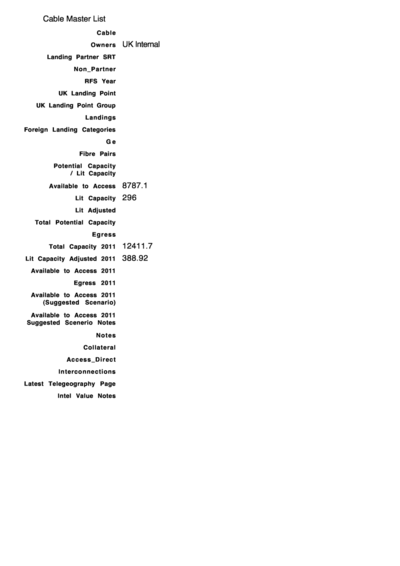 Cable Master List
Cable
Owners UK Internal
Landing Partner SRT
Non_Partner
RFS Year
UK Landing Point
UK Landing Point Group
Landings
Foreign Landing Categories
Ge
Fibre Pairs
Potential Capacity
/ Lit Capacity
Available to Access 8787.1
Lit Capacity 296
Lit Adjusted
Total Potential Capacity
Egress
Total Capacity 2011 12411.7
Lit Capacity Adjusted 2011 388.92
Available to Access 2011
Egress 2011
Available to Access 2011
(Suggested Scenario)
Available to Access 2011
Suggested Scenerio Notes
Notes
Collateral
Access_Direct
Interconnections
Latest Telegeography Page
Intel Value Notes